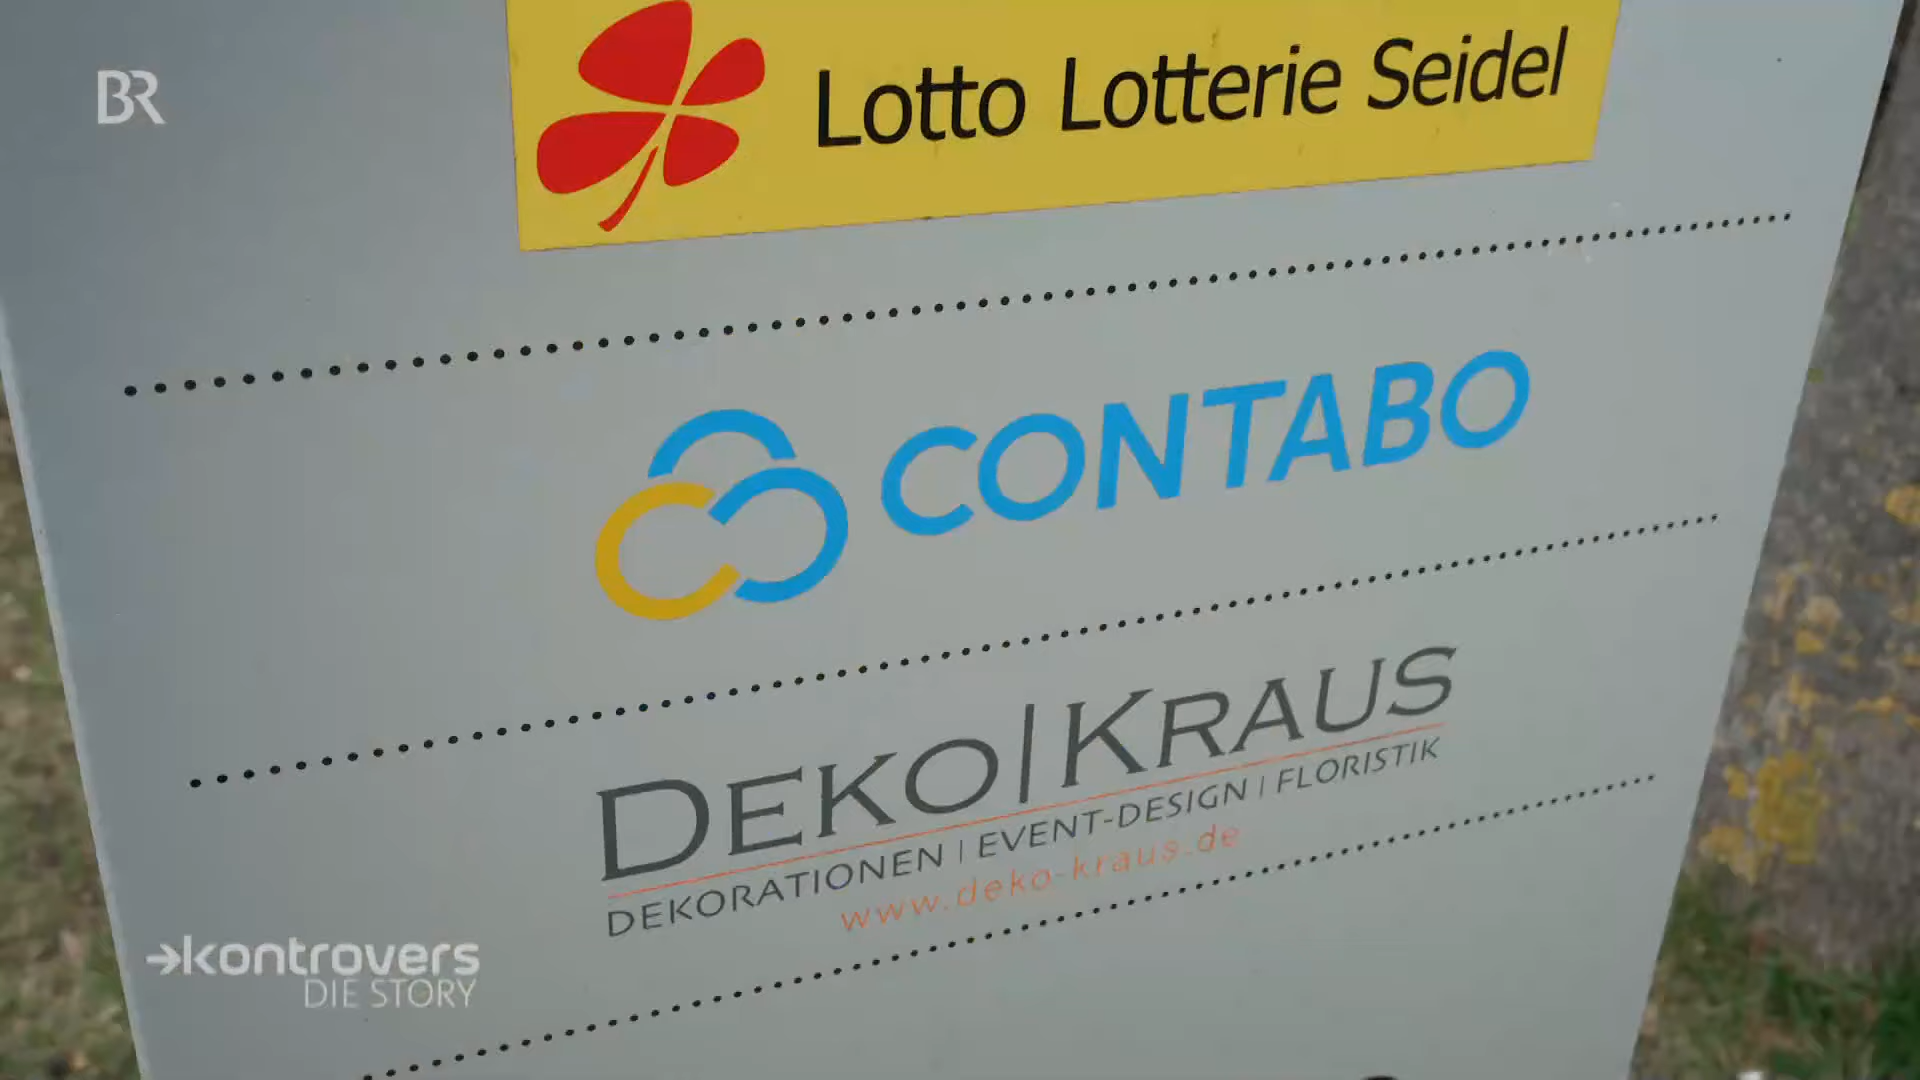 BR
Lotto Lotterie Seidel
CONTABO
DEKO|KRAUS
DEKORATIONEN | EVENT-DESIGN | FLORISTIK
www.deko-kraus.de
kontrovers
DIE STORY